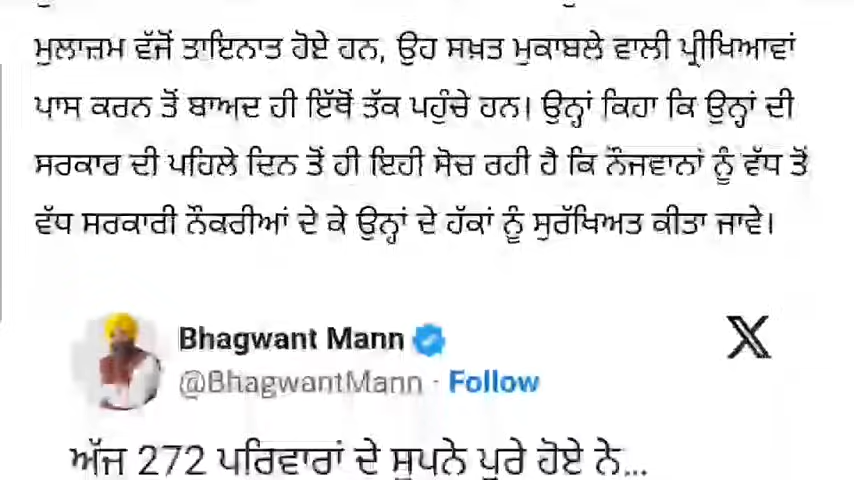 ਮੁਲਾਜ਼ਮ ਵੱਜੋਂ ਤਾਇਨਾਤ ਹੋਏ ਹਨ, ਉਹ ਸਖ਼ਤ ਮੁਕਾਬਲੇ ਵਾਲੀ ਪ੍ਰੀਖਿਆਵਾਂ
ਪਾਸ ਕਰਨ ਤੋਂ ਬਾਅਦ ਹੀ ਇੱਥੋਂ ਤੱਕ ਪਹੁੰਚੇ ਹਨ। ਉਨ੍ਹਾਂ ਕਿਹਾ ਕਿ ਉਨ੍ਹਾਂ ਦੀ
ਸਰਕਾਰ ਦੀ ਪਹਿਲੇ ਦਿਨ ਤੋਂ ਹੀ ਇਹੀ ਸੋਚ ਰਹੀ ਹੈ ਕਿ ਨੌਜਵਾਨਾਂ ਨੂੰ ਵੱਧ ਤੋਂ
ਵੱਧ ਸਰਕਾਰੀ ਨੌਕਰੀਆਂ ਦੇ ਕੇ ਉਨ੍ਹਾਂ ਦੇ ਹੱਕਾਂ ਨੂੰ ਸੁਰੱਖਿਅਤ ਕੀਤਾ ਜਾਵੇ।
Bhagwant Mann
@BhagwantMann · Follow
ਅੱਜ 272 ਪਰਿਵਾਰਾਂ ਦੇ ਸੁਪਨੇ ਪੂਰੇ ਹੋਏ ਨੇ...